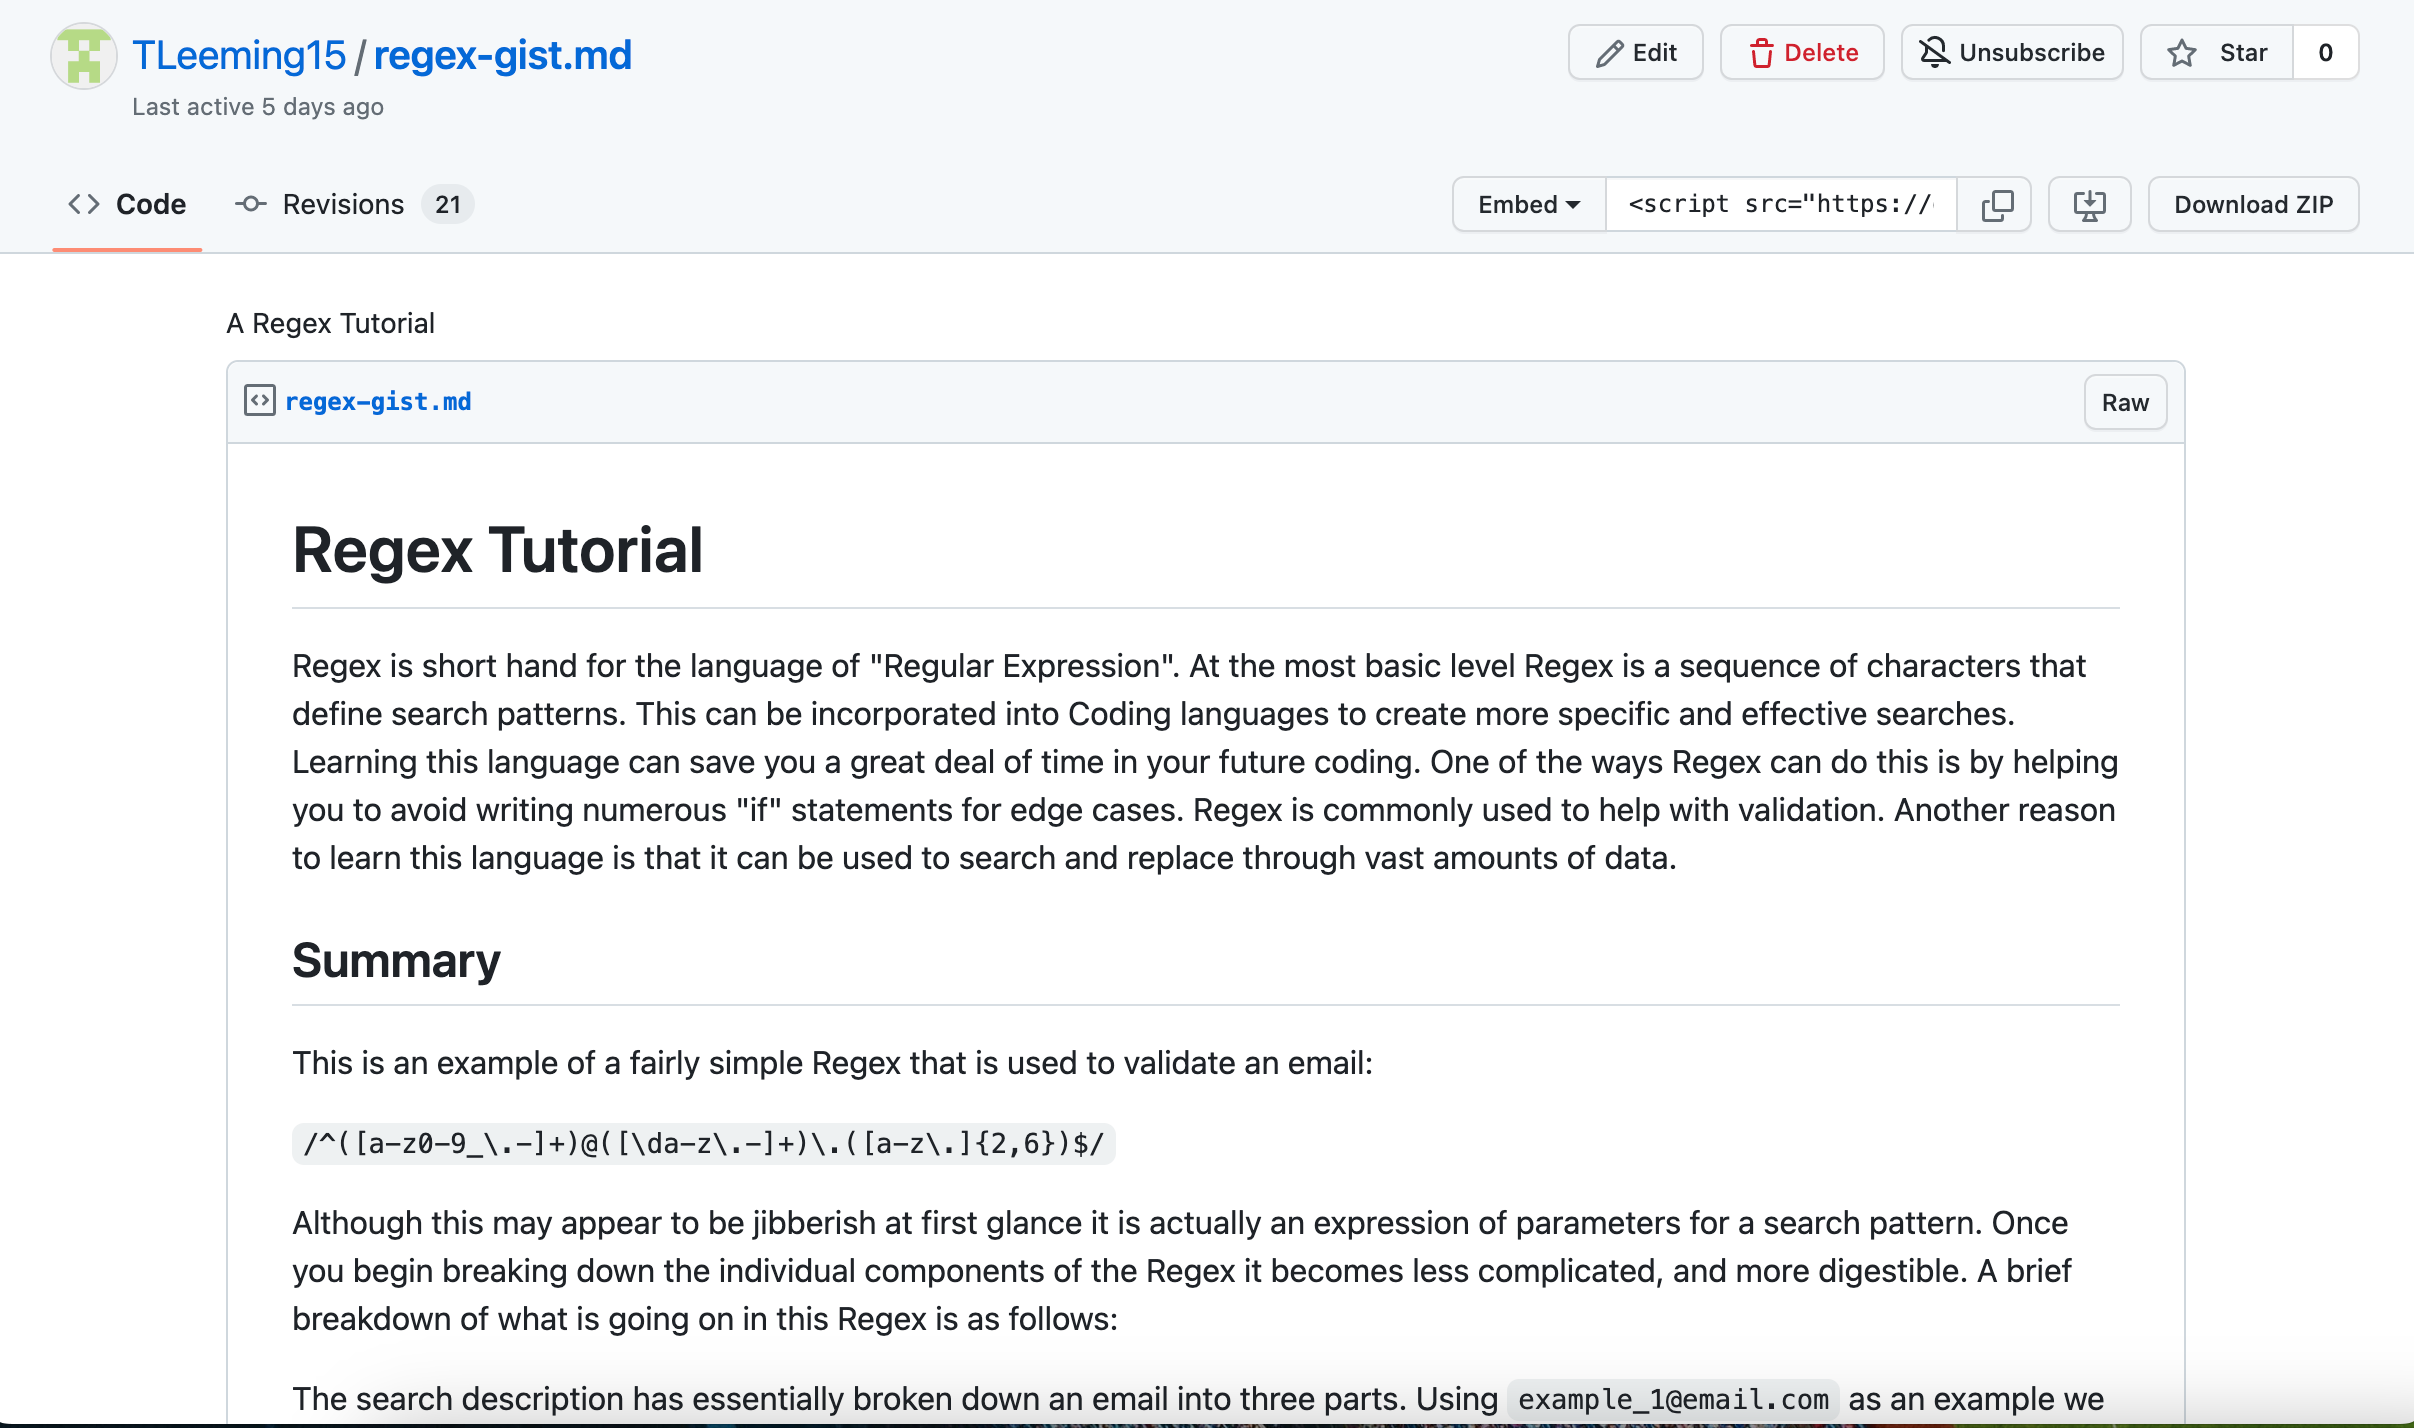 TLeeming15 / regex-gist.md
Edit
Delete
Unsubscribe
Star
0
Last active 5 days ago
Code
Revisions
21
Embed
<script src="https://
Download ZIP
A Regex Tutorial
regex-gist.md
Raw
Regex Tutorial
Regex is short hand for the language of "Regular Expression". At the most basic level Regex is a sequence of characters that
define search patterns. This can be incorporated into Coding languages to create more specific and effective searches.
Learning this language can save you a great deal of time in your future coding. One of the ways Regex can do this is by helping
you to avoid writing numerous "if" statements for edge cases. Regex is commonly used to help with validation. Another reason
to learn this language is that it can be used to search and replace through vast amounts of data.
Summary
This is an example of a fairly simple Regex that is used to validate an email:
/^([a-z0-9_\.-]+)@([\da-z\.-]+)\.([a-z\.]{2,6})$/
Although this may appear to be jibberish at first glance it is actually an expression of parameters for a search pattern. Once
you begin breaking down the individual components of the Regex it becomes less complicated, and more digestible. A brief
breakdown of what is going on in this Regex is as follows:
The search description has essentially broken down an email into three parts. Using example_1@email.com as an example we